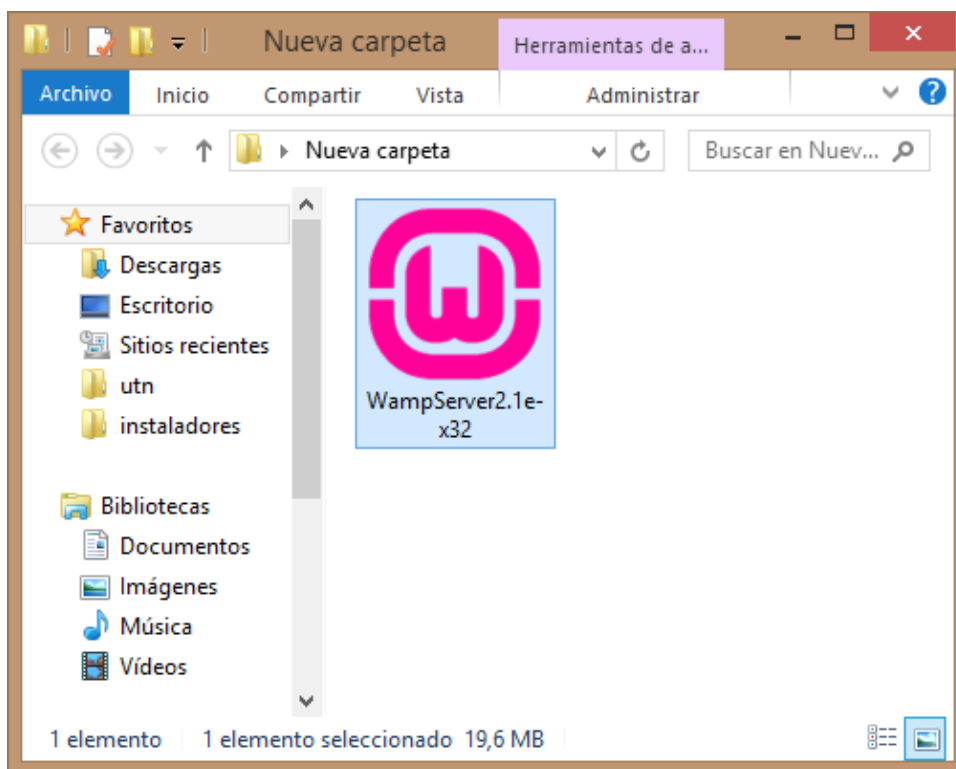 Nueva carpeta
Herramientas de a...
Archivo Inicio Compartir Vista Administrar
Nueva carpeta
Buscar en Nuev...
Favoritos
Descargas
Escritorio
Sitios recientes
utn
instaladores
Bibliotecas
Documentos
Imágenes
Música
Vídeos
WampServer2.1e-
x32
1 elemento 1 elemento seleccionado 19,6 MB